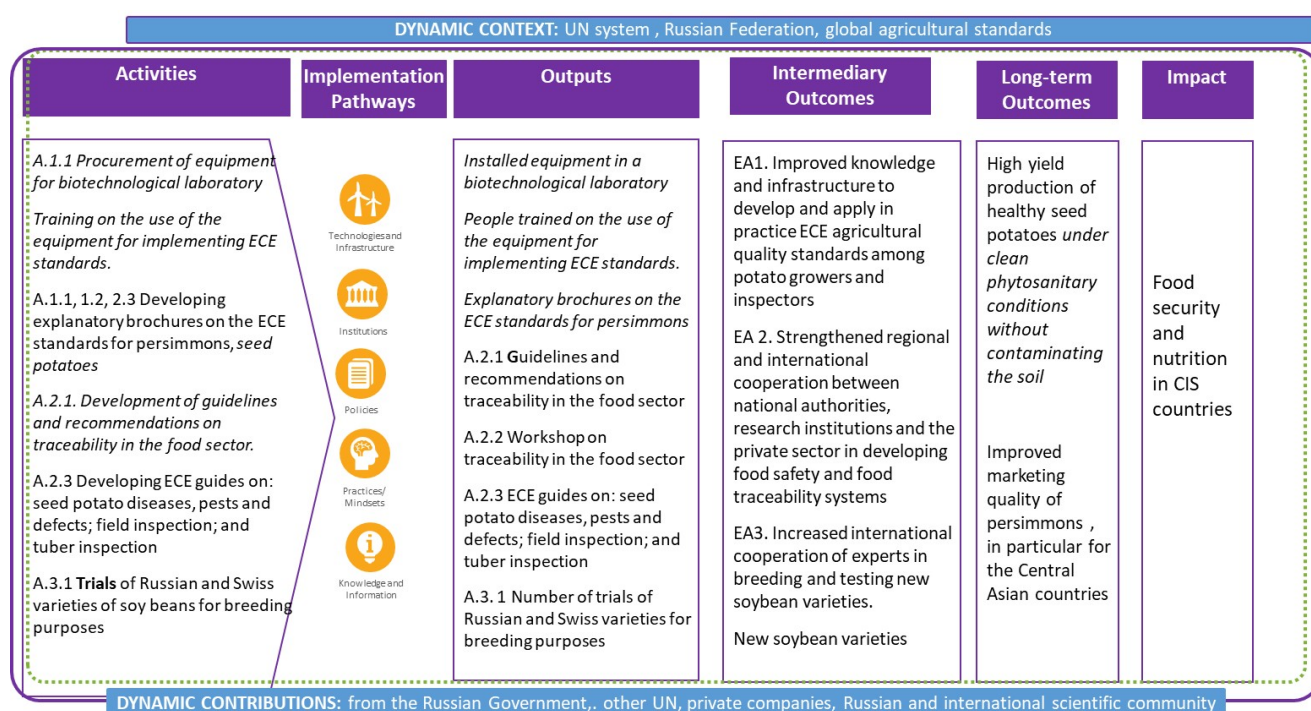 DYNAMIC CONTEXT: UN system , Russian Federation, global agricultural standards
Activities
Implementation
Pathways
Outputs
Intermediary
Outcomes
Long-term
Outcomes
Impact
A.1.1 Procurement of equipment
for biotechnological laboratory
Training on the use of the
equipment for implementing ECE
standards.
A.1.1, 1.2, 2.3 Developing
explanatory brochures on the ECE
standards for persimmons, seed
potatoes
A.2.1. Development of guidelines
and recommendations on
traceability in the food sector.
A.2.3 Developing ECE guides on:
seed potato diseases, pests and
defects; field inspection; and
tuber inspection
A.3.1 Trials of Russian and Swiss
varieties of soy beans for breeding
purposes
Technologies and
Infrastructure
Institutions
Policies
Practices/
Mindsets
Knowledge and
Information
Installed equipment in a
biotechnological laboratory
People trained on the use of
the equipment for
implementing ECE standards.
Explanatory brochures on the
ECE standards for persimmons
A.2.1 Guidelines and
recommendations on
traceability in the food sector
A.2.2 Workshop on
traceability in the food sector
A.2.3 ECE guides on: seed
potato diseases, pests and
defects; field inspection; and
tuber inspection
A.3. 1 Number of trials of
Russian and Swiss varieties for
breeding purposes
EA1. Improved knowledge
and infrastructure to
develop and apply in
practice ECE agricultural
quality standards among
potato growers and
inspectors
EA 2. Strengthened regional
and international
cooperation between
national authorities,
research institutions and the
private sector in developing
food safety and food
traceability systems
EA3. Increased international
cooperation of experts in
breeding and testing new
soybean varieties.
New soybean varieties
High yield
production of
healthy seed
potatoes under
clean
phytosanitary
conditions
without
contaminating
the soil
Improved
marketing
quality of
persimmons ,
in particular for
the Central
Asian countries
Food
security
and
nutrition
in CIS
countries
DYNAMIC CONTRIBUTIONS: from the Russian Government,. other UN, private companies, Russian and international scientific community